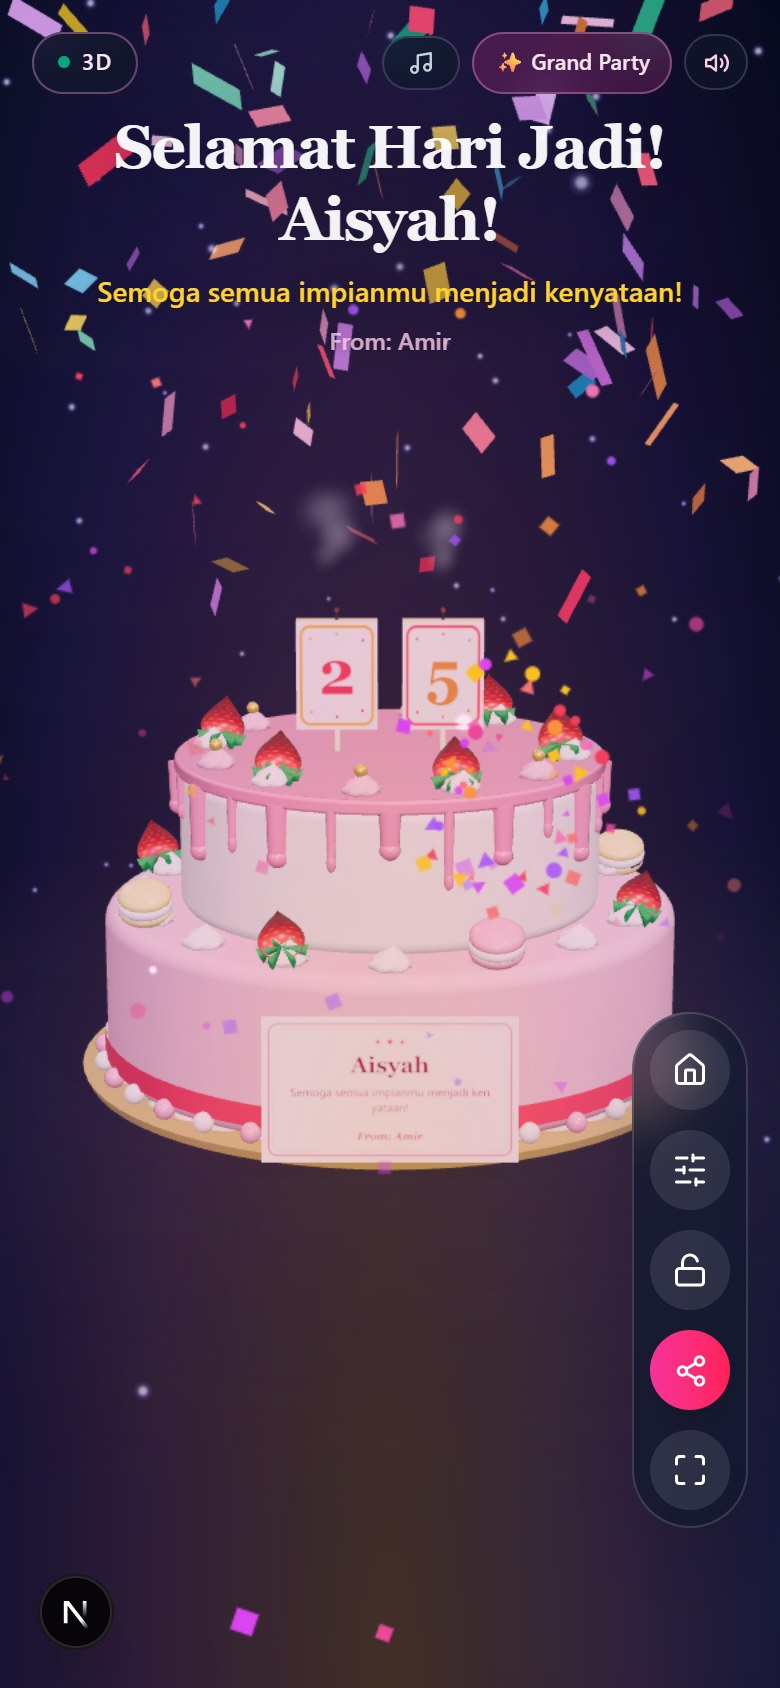 3D
Grand Party
Selamat Hari Jadi!
Aisyah!
Semoga semua impianmu menjadi kenyataan!
From: Amir
2 5
Aisyah
Semoga semua impianmu menjadi ken
yataan!
From: Amir
N